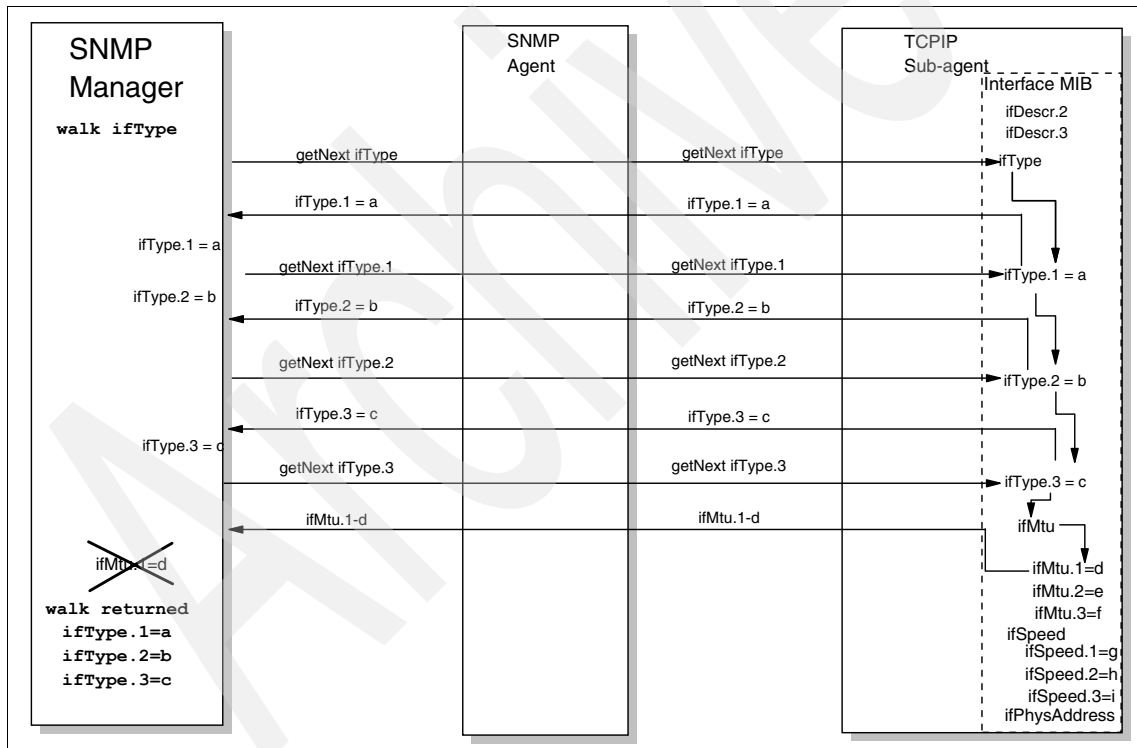 SNMP
Manager
walk ifType
SNMP
Agent
TCPIP
Sub-agent
Interface MIB
ifDescr.2
ifDescr.3
getNext ifType
getNext ifType
ifType
ifType.1 = a
ifType.1 = a
ifType.1 = a
getNext ifType.1
getNext ifType.1
ifType.1 = a
ifType.2 = b
ifType.2 = b
ifType.2 = b
getNext ifType.2
getNext ifType.2
ifType.2 = b
ifType.3 = c
ifType.3 = c
ifType.3 = c
getNext ifType.3
getNext ifType.3
ifType.3 = c
ifMtu.1-d
ifMtu.1-d
ifMtu
ifMtu.1=d
ifMtu.1=d
ifMtu.2=e
ifMtu.3=f
ifSpeed
ifSpeed.1=g
ifSpeed.2=h
ifSpeed.3=i
ifPhysAddress
walk returned
ifType.1=a
ifType.2=b
ifType.3=c
Archive